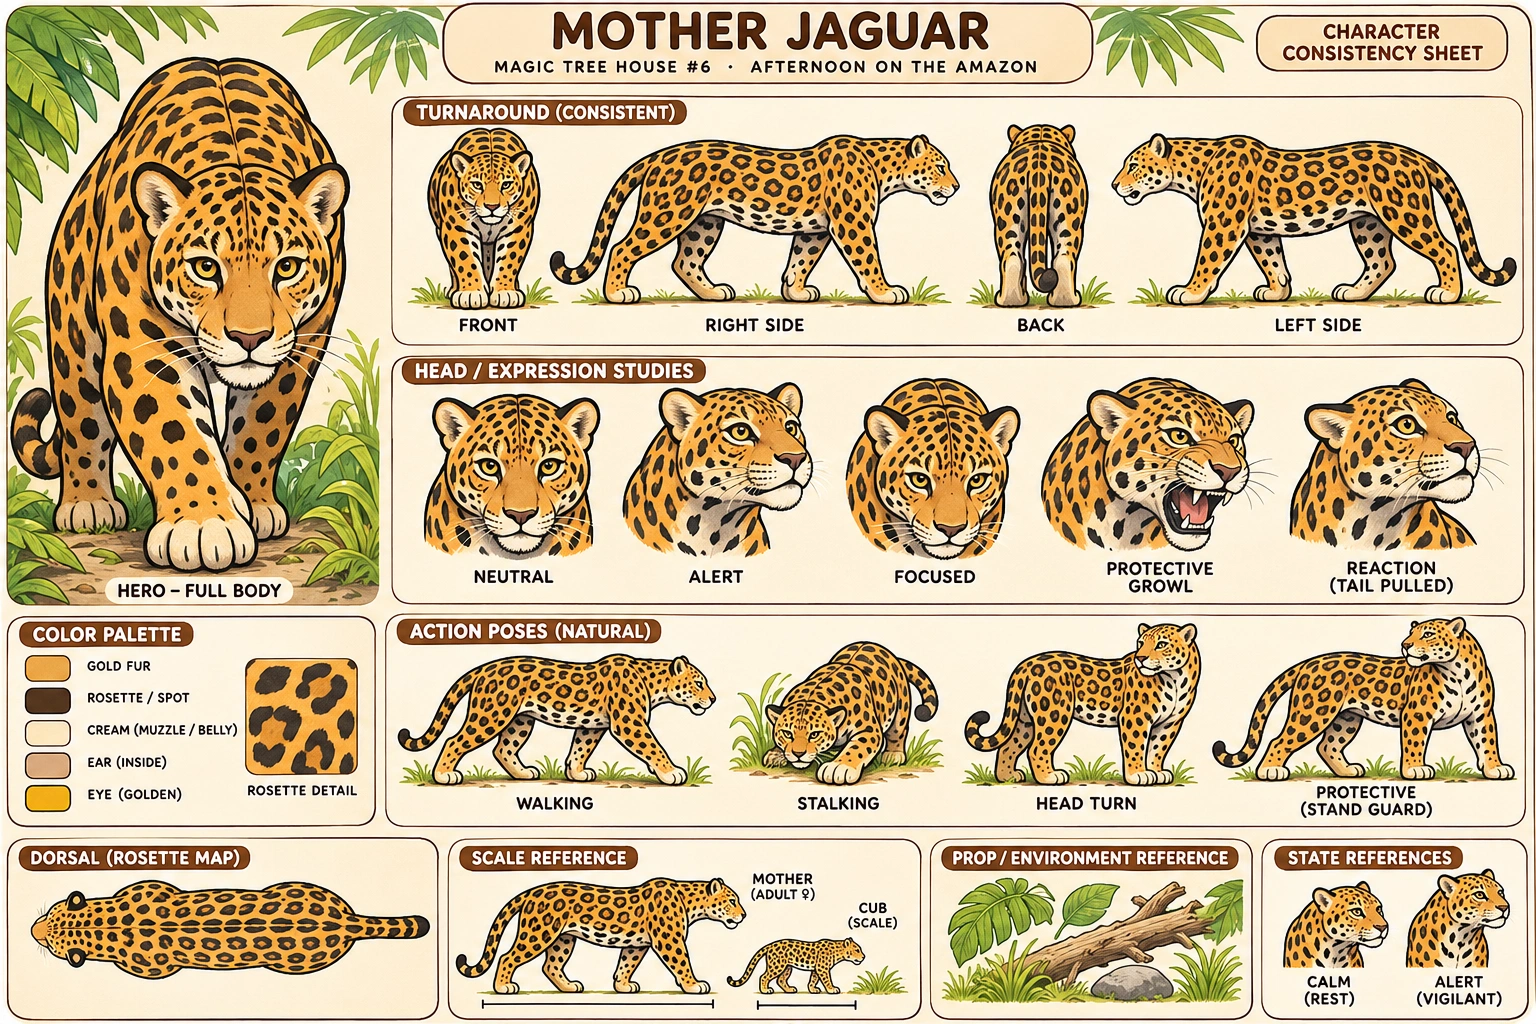 MOTHER JAGUAR
MAGIC TREE HOUSE #6 · AFTERNOON ON THE AMAZON
CHARACTER
CONSISTENCY SHEET
HERO – FULL BODY
TURNAROUND (CONSISTENT)
FRONT
RIGHT SIDE
BACK
LEFT SIDE
HEAD / EXPRESSION STUDIES
NEUTRAL
ALERT
FOCUSED
PROTECTIVE
GROWL
REACTION
(TAIL PULLED)
COLOR PALETTE
GOLD FUR
ROSETTE / SPOT
CREAM (MUZZLE / BELLY)
EAR (INSIDE)
EYE (GOLDEN)
ROSETTE DETAIL
ACTION POSES (NATURAL)
WALKING
STALKING
HEAD TURN
PROTECTIVE
(STAND GUARD)
DORSAL (ROSETTE MAP)
SCALE REFERENCE
MOTHER
(ADULT ♀)
CUB
(SCALE)
PROP / ENVIRONMENT REFERENCE
STATE REFERENCES
CALM
(REST)
ALERT
(VIGILANT)